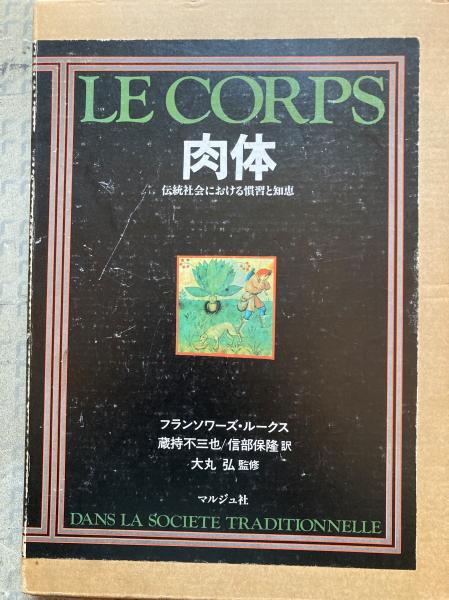 LE CORPS
肉体
伝統社会における慣習と知恵
フランソワーズ・ルークス
蔵持不三也/信部保隆 訳
大丸 弘 監修
マルジュ社
DANS LA SOCIETE TRADITIONNELLE